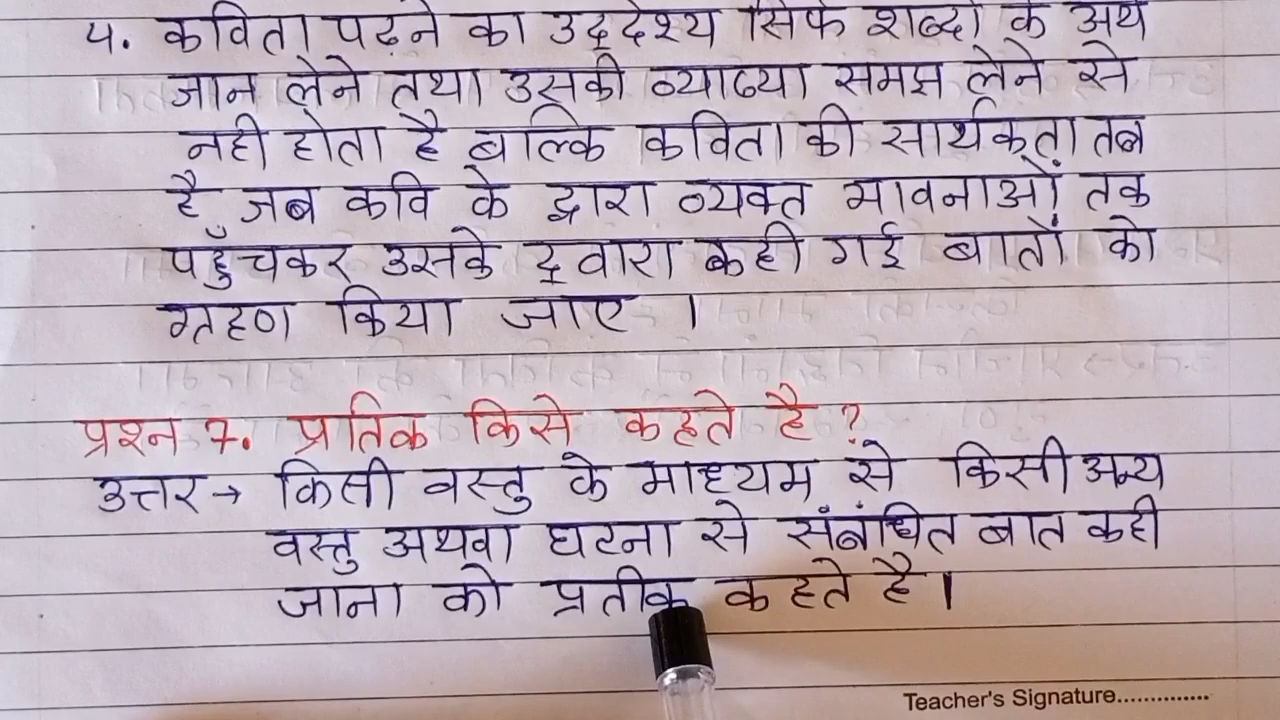 4. कविता पढ़ने का उद्देश्य सिर्फ शब्दों के अर्थ
जान लेने तथा उसकी व्याख्या समझ लेने से
नही होता है बल्कि कविता की सार्थकता तब
है जब कवि के द्वारा व्यक्त भावनाओं तक
पहुँचकर उसके द्वारा कही गई बातों को
ग्रहण किया जाए ।
प्रश्न 7. प्रतिक किसे कहते है ?
उत्तर → किसी वस्तु के माध्यम से किसी अन्य
वस्तु अथवा घटना से संबंधित बात कही
जाना को प्रतीक कहते है ।
Teacher's Signature..............